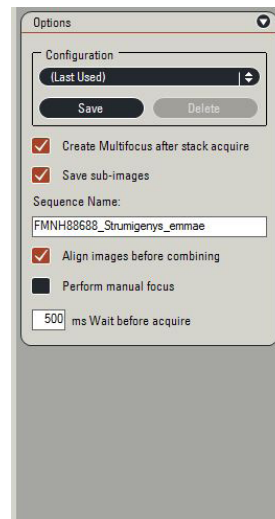 Options
Configuration
(Last Used)
Save Delete
Create Multifocus after stack acquire
Save sub-images
Sequence Name:
FMNH88688_Strumigenys_emmae
Align images before combining
Perform manual focus
500 ms Wait before acquire